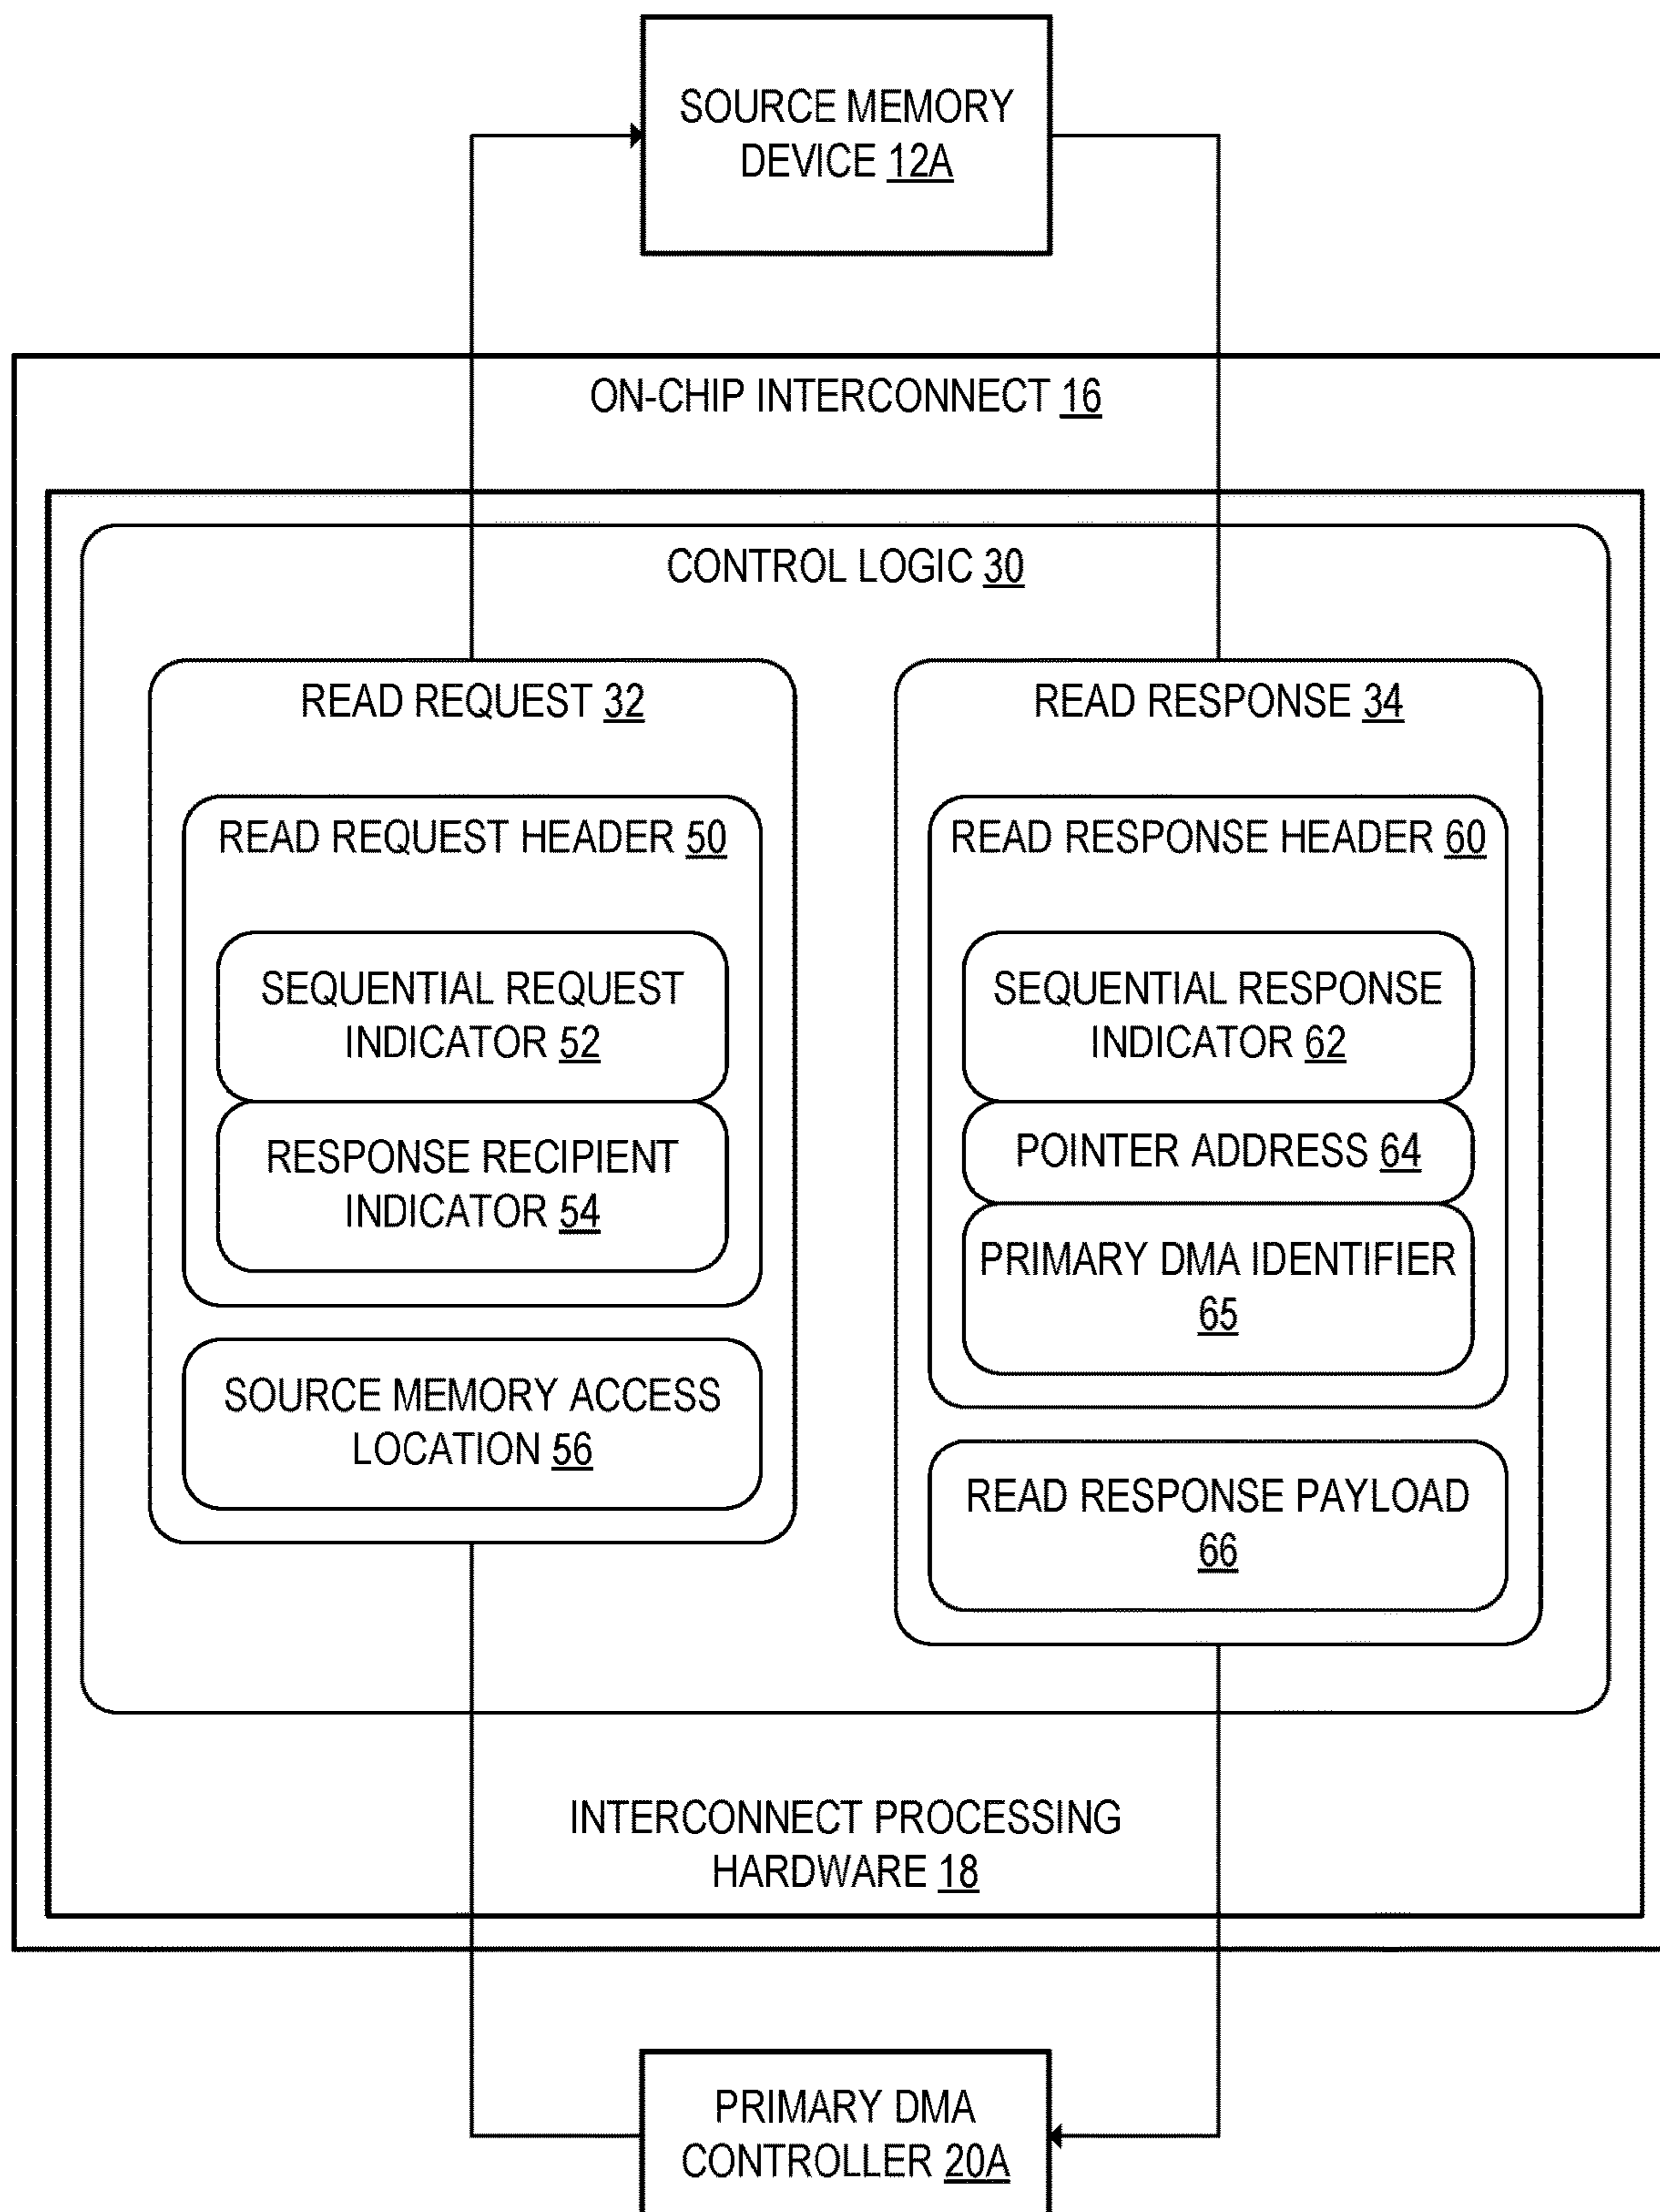 SOURCE MEMORY
DEVICE 12A
ON-CHIP INTERCONNECT 16
CONTROL LOGIC 30
READ REQUEST 32
READ REQUEST HEADER 50
SEQUENTIAL REQUEST
INDICATOR 52
RESPONSE RECIPIENT
INDICATOR 54
SOURCE MEMORY ACCESS
LOCATION 56
READ RESPONSE 34
READ RESPONSE HEADER 60
SEQUENTIAL RESPONSE
INDICATOR 62
POINTER ADDRESS 64
PRIMARY DMA IDENTIFIER
65
READ RESPONSE PAYLOAD
66
INTERCONNECT PROCESSING
HARDWARE 18
PRIMARY DMA
CONTROLLER 20A